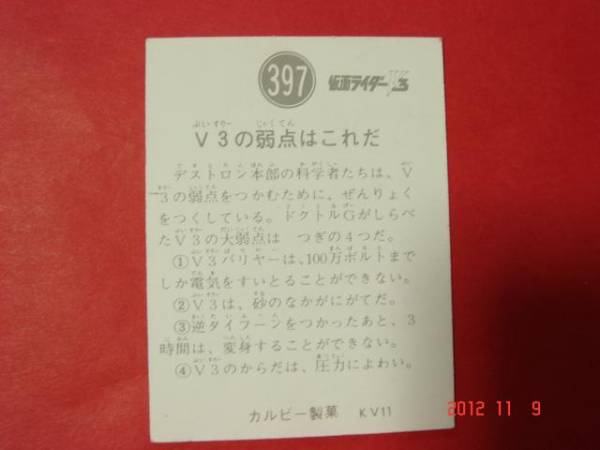 397 仮面ライダーV3
V3の弱点はこれだ
デストロン本部の科学者たちは、V
3の弱点をつかむために、ぜんりょく
をつくしている。ドクトルGがしらべ
たV3の大弱点は つぎの4つだ。
①V3バリヤーは、100万ボルトまで
しか電気をすいとることができない。
②V3は、砂のなかがにがてだ。
③逆タイフーンをつかったあと、3
時間は、変身することができない。
④V3のからだは、圧力によわい。
カルビー製菓 KV11
2012 11 9